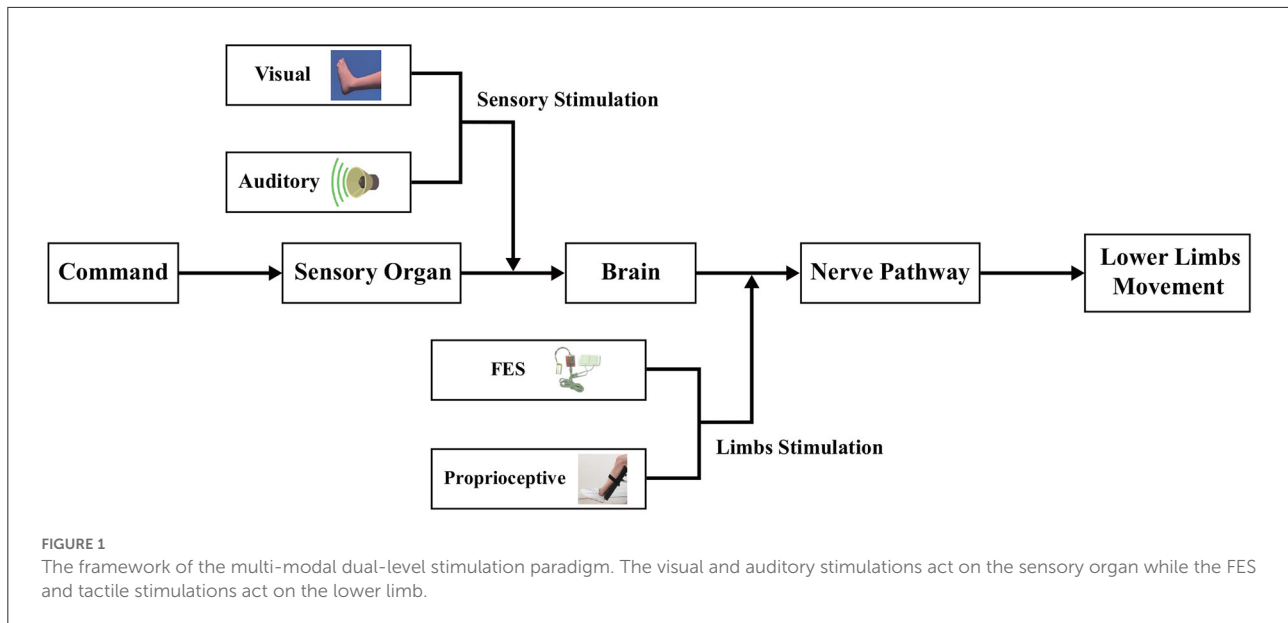 Visual
Sensory Stimulation
Auditory
Command
Sensory Organ
Brain
Nerve Pathway
Lower Limbs
Movement
FES
Limbs Stimulation
Proprioceptive
FIGURE 1
The framework of the multi-modal dual-level stimulation paradigm. The visual and auditory stimulations act on the sensory organ while the FES
and tactile stimulations act on the lower limb.